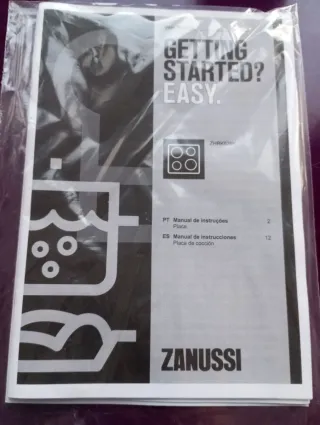 GETTING
STARTED?
EASY.
PT Manual de instruções 2
Placa
ES Manual de instrucciones 12
Placa de cocción
ZANUSSI